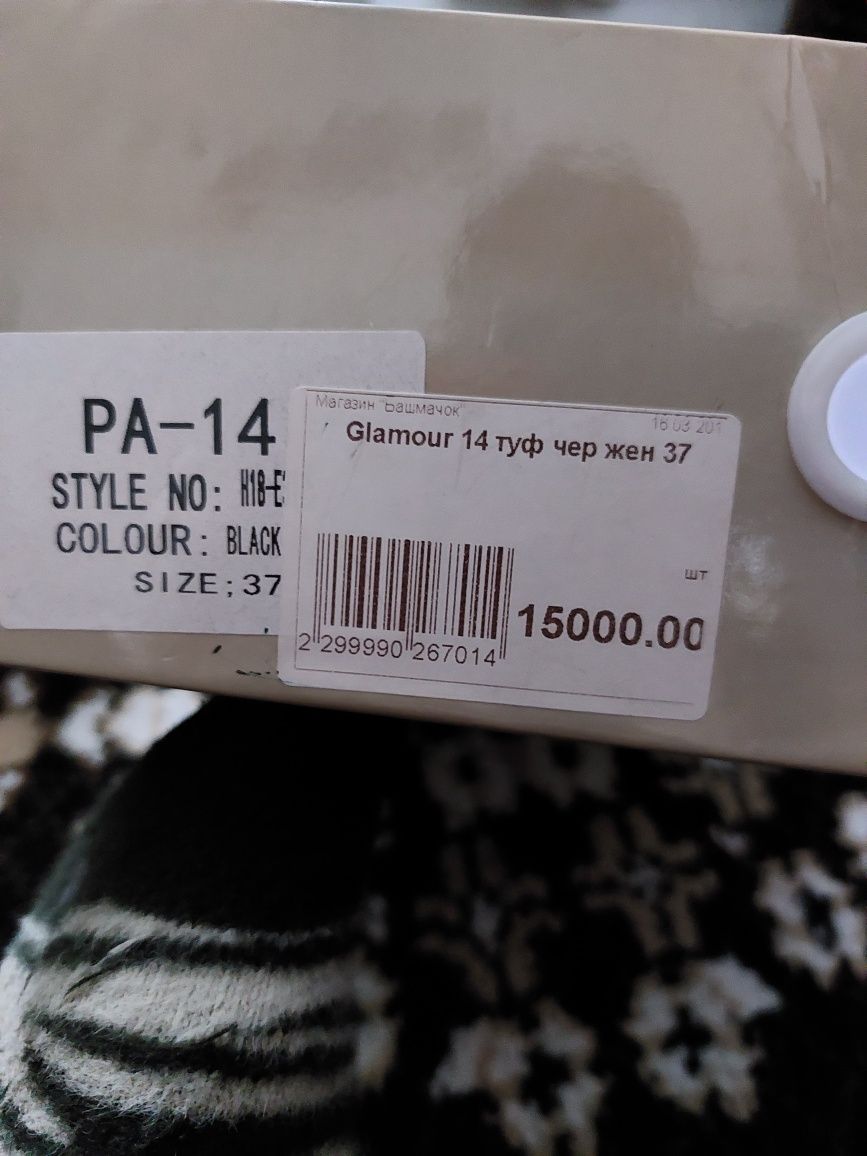 PA-14
STYLE NO: H18-E
COLOUR: BLACK
SIZE;37
Магазин "Башмачок"
16 03 201
Glamour 14 туф чер жен 37
шт
15000.00
2 299990 267014